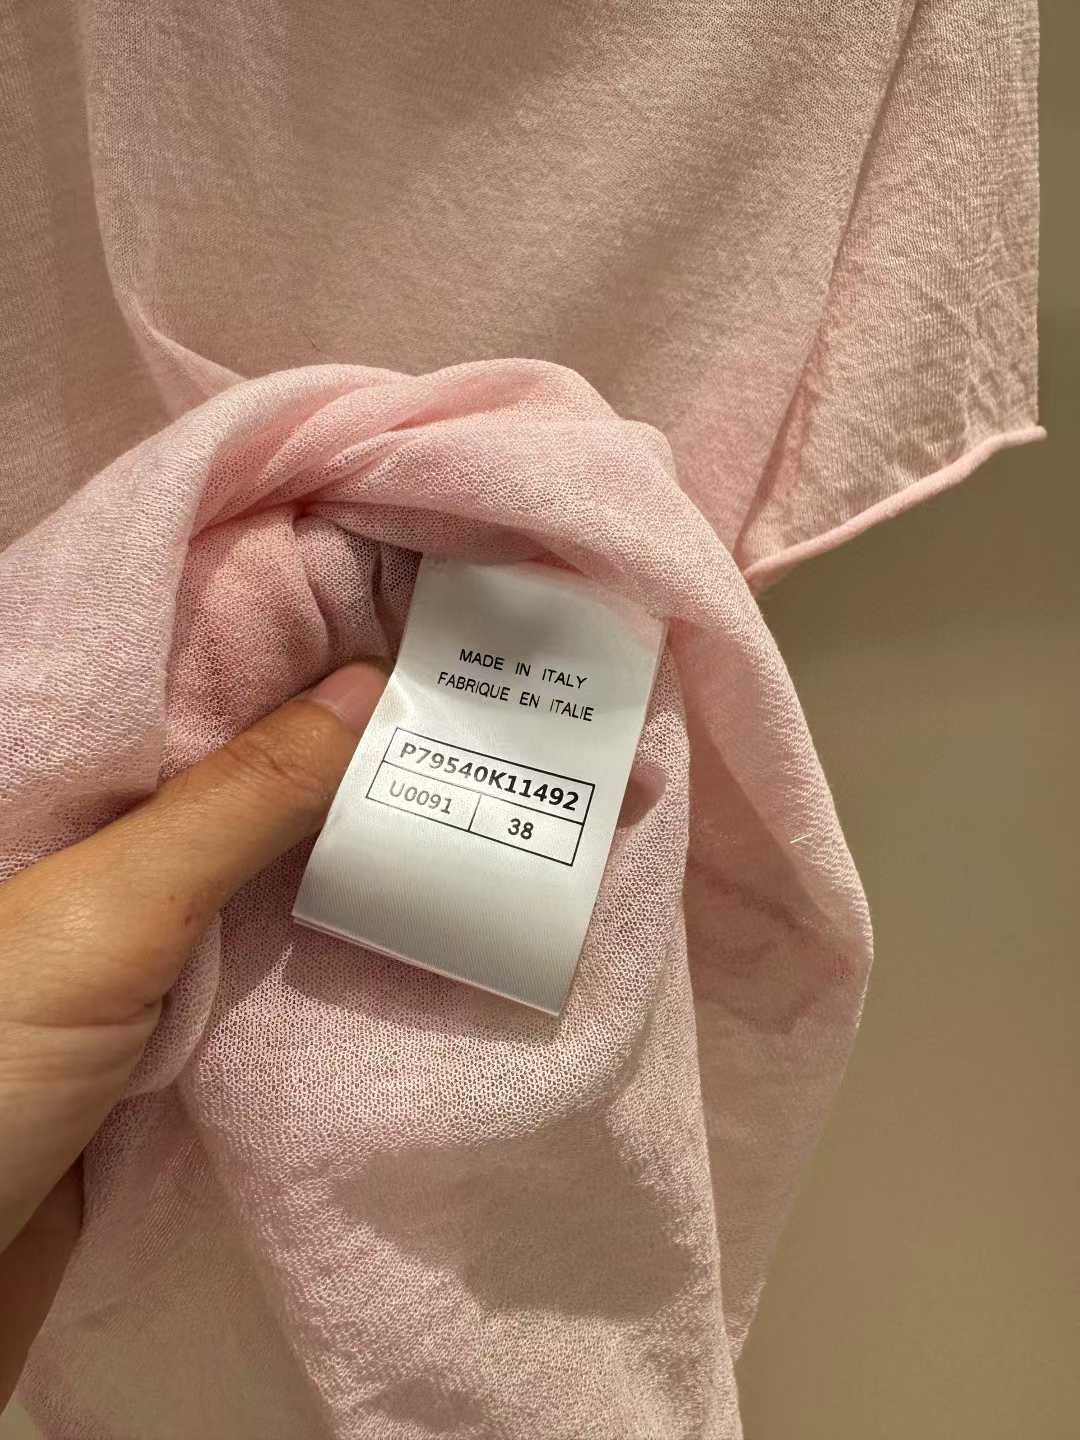 MADE IN ITALY
FABRIQUE EN ITALIE
P79540K11492
U0091 38